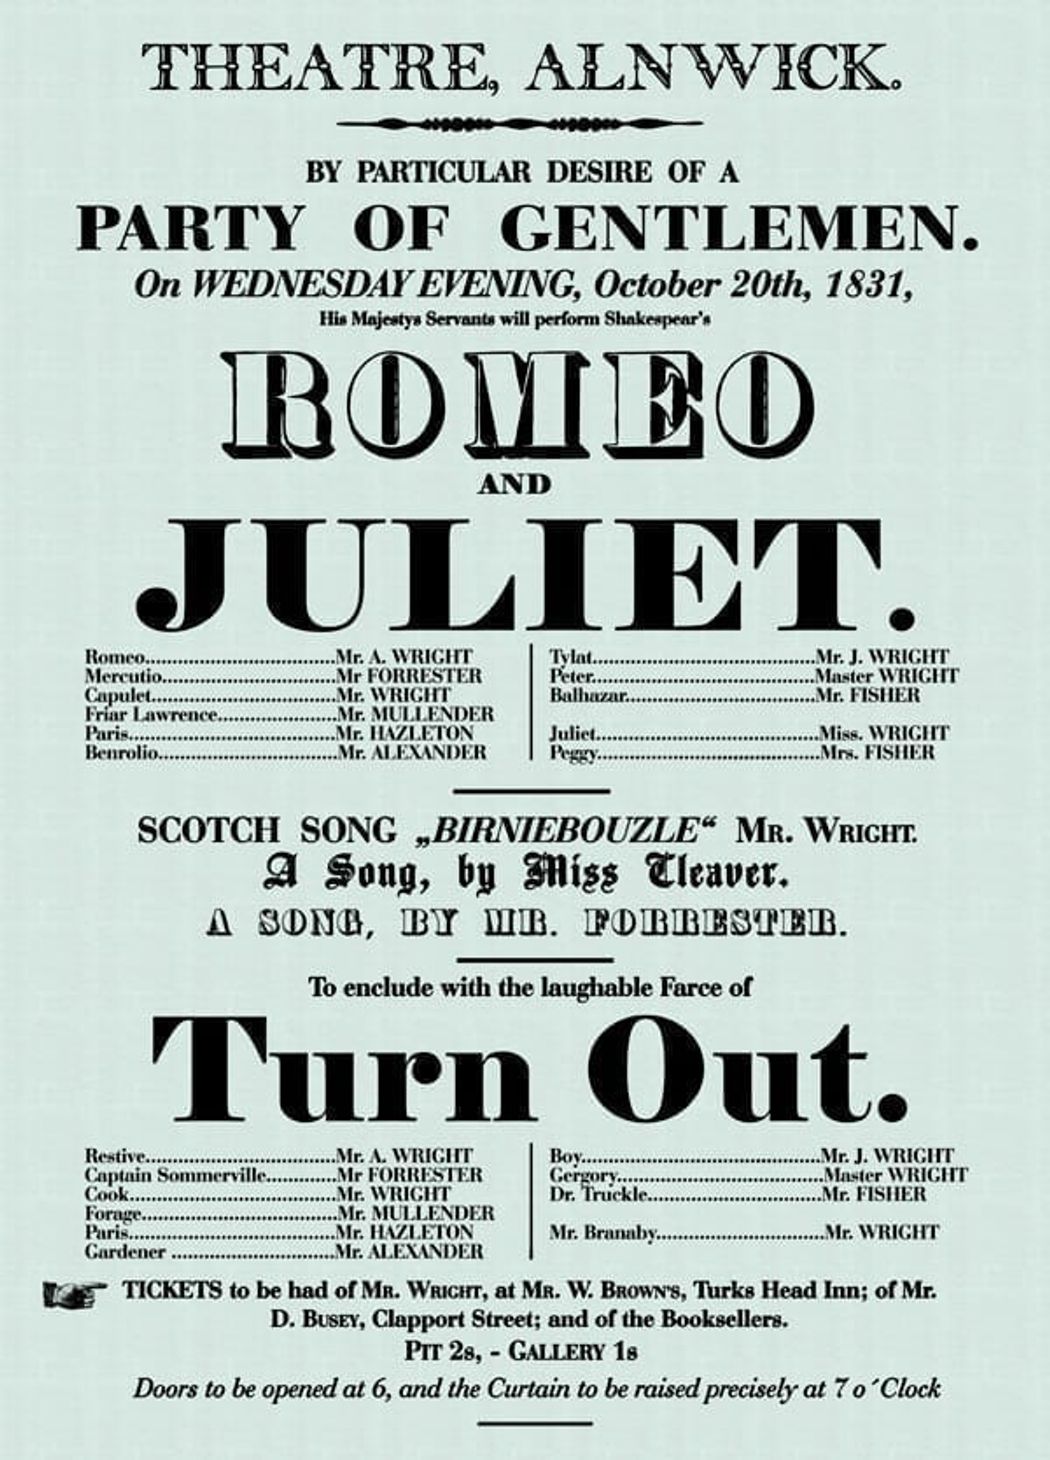 THEATRE, ALNWICK.
BY PARTICULAR DESIRE OF A
PARTY OF GENTLEMEN.
On WEDNESDAY EVENING, October 20th, 1831,
His Majestys Servants will perform Shakespear's
ROMEO
AND
JULIET.
Romeo...................................Mr. A. WRIGHT
Mercutio................................Mr FORRESTER
Capulet..................................Mr. WRIGHT
Friar Lawrence......................Mr. MULLENDER
Paris......................................Mr. HAZLETON
Benrolio.................................Mr. ALEXANDER
Tylat.........................................Mr. J. WRIGHT
Peter.........................................Master WRIGHT
Balhazar...................................Mr. FISHER
Juliet.........................................Miss. WRIGHT
Peggy.........................................Mrs. FISHER
SCOTCH SONG „BIRNIEBOUZLE“ MR. WRIGHT.
A Song, by Miss Cleaver.
A SONG, BY MR. FORRESTER.
To enclude with the laughable Farce of
Turn Out.
Restive...................................Mr. A. WRIGHT
Captain Sommerville.............Mr FORRESTER
Cook......................................Mr. WRIGHT
Forage....................................Mr. MULLENDER
Paris......................................Mr. HAZLETON
Gardener ..............................Mr. ALEXANDER
Boy............................................Mr. J. WRIGHT
Gergory......................................Master WRIGHT
Dr. Truckle................................Mr. FISHER
Mr. Branaby...............................Mr. WRIGHT
TICKETS to be had of MR. WRIGHT, at MR. W. BROWN'S, Turks Head Inn; of Mr.
D. BUSEY, Clapport Street; and of the Booksellers.
PIT 2s, - GALLERY 1s
Doors to be opened at 6, and the Curtain to be raised precisely at 7 o´Clock